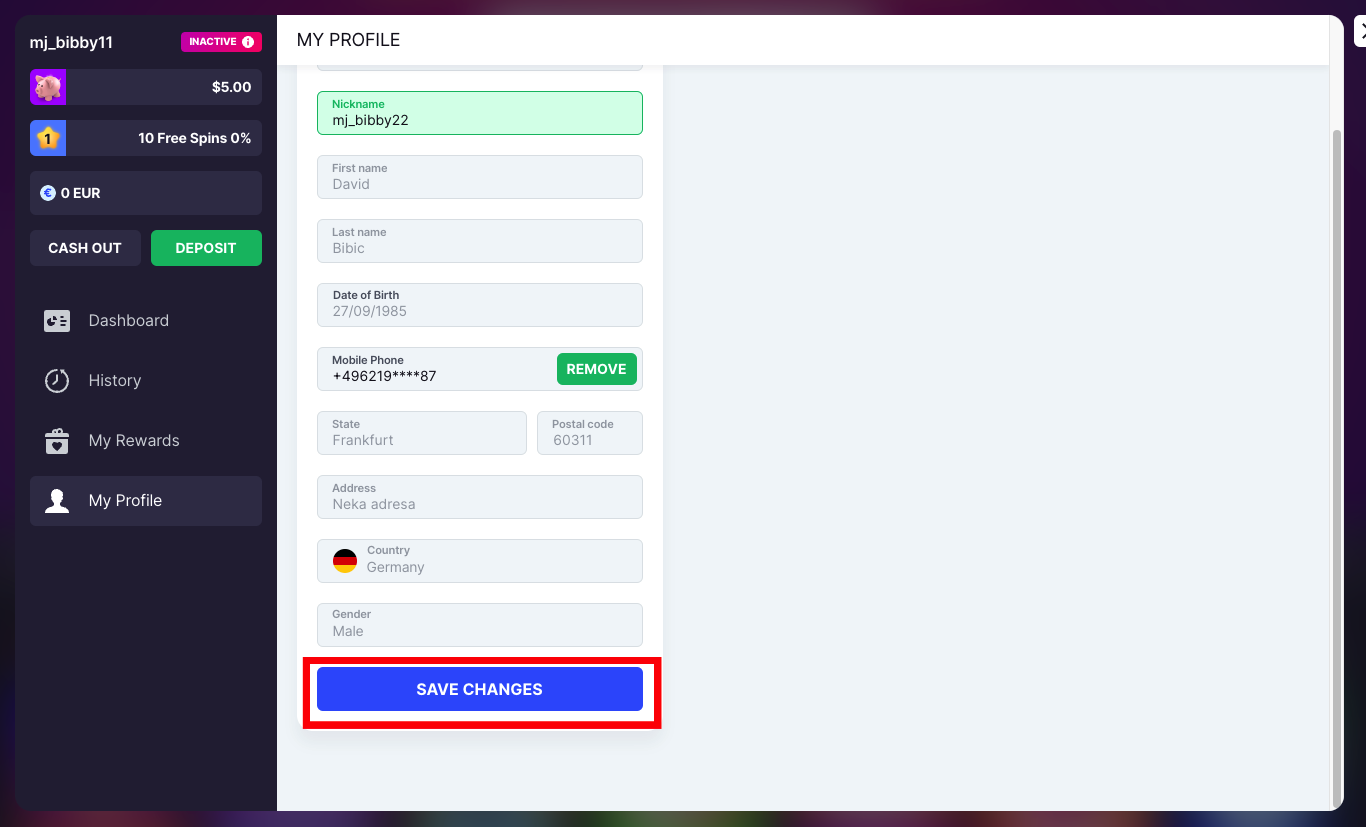 mj_bibby11
INACTIVE i
$5.00
1
10 Free Spins 0%
€ 0 EUR
CASH OUT
DEPOSIT
Dashboard
History
My Rewards
My Profile
MY PROFILE
Nickname
mj_bibby22
First name
David
Last name
Bibic
Date of Birth
27/09/1985
Mobile Phone
+496219****87
REMOVE
State
Frankfurt
Postal code
60311
Address
Neka adresa
Country
Germany
Gender
Male
SAVE CHANGES